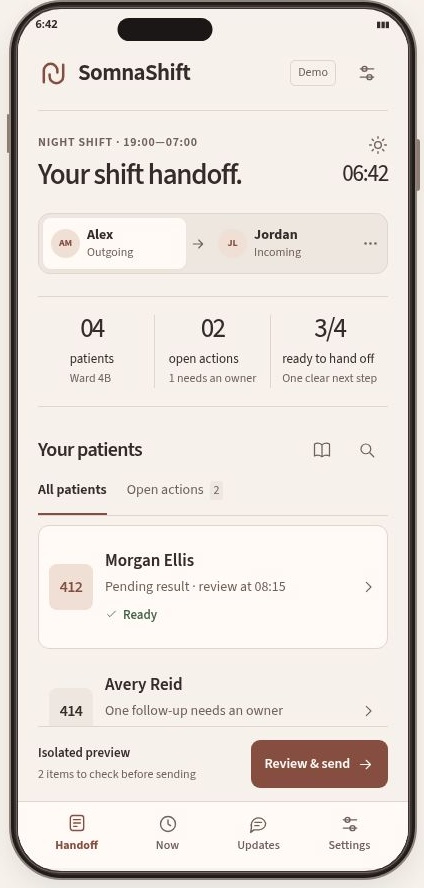 6:42
SomnaShift
Demo
NIGHT SHIFT · 19:00—07:00
Your shift handoff.
06:42
AM
Alex
Outgoing
JL
Jordan
Incoming
04
patients
Ward 4B
02
open actions
1 needs an owner
3/4
ready to hand off
One clear next step
Your patients
All patients
Open actions 2
412
Morgan Ellis
Pending result · review at 08:15
Ready
414
Avery Reid
One follow-up needs an owner
Isolated preview
2 items to check before sending
Review & send
Handoff
Now
Updates
Settings